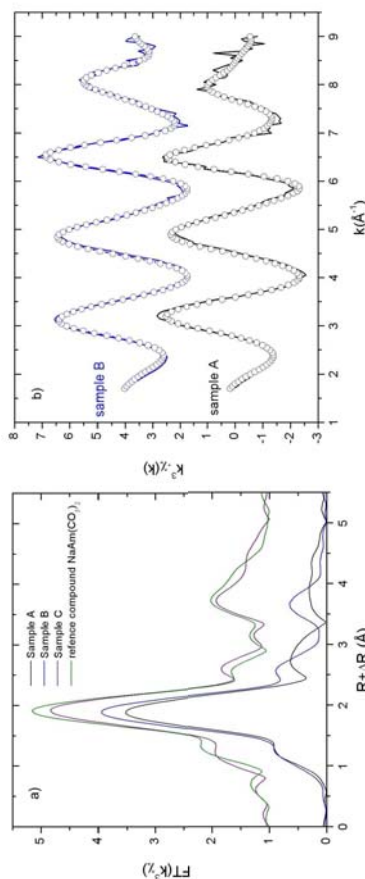 a)
Sample A
Sample B
Sample C
refence compound NaAm(CO3)2
FT(k³χ)
5
4
3
2
1
0
0
1
2
3
4
5
R+ΔR (Å)
b)
sample B
sample A
k³·χ(k)
8
7
6
5
4
3
2
1
0
-1
-2
-3
1
2
3
4
5
6
7
8
9
k(Å⁻¹)